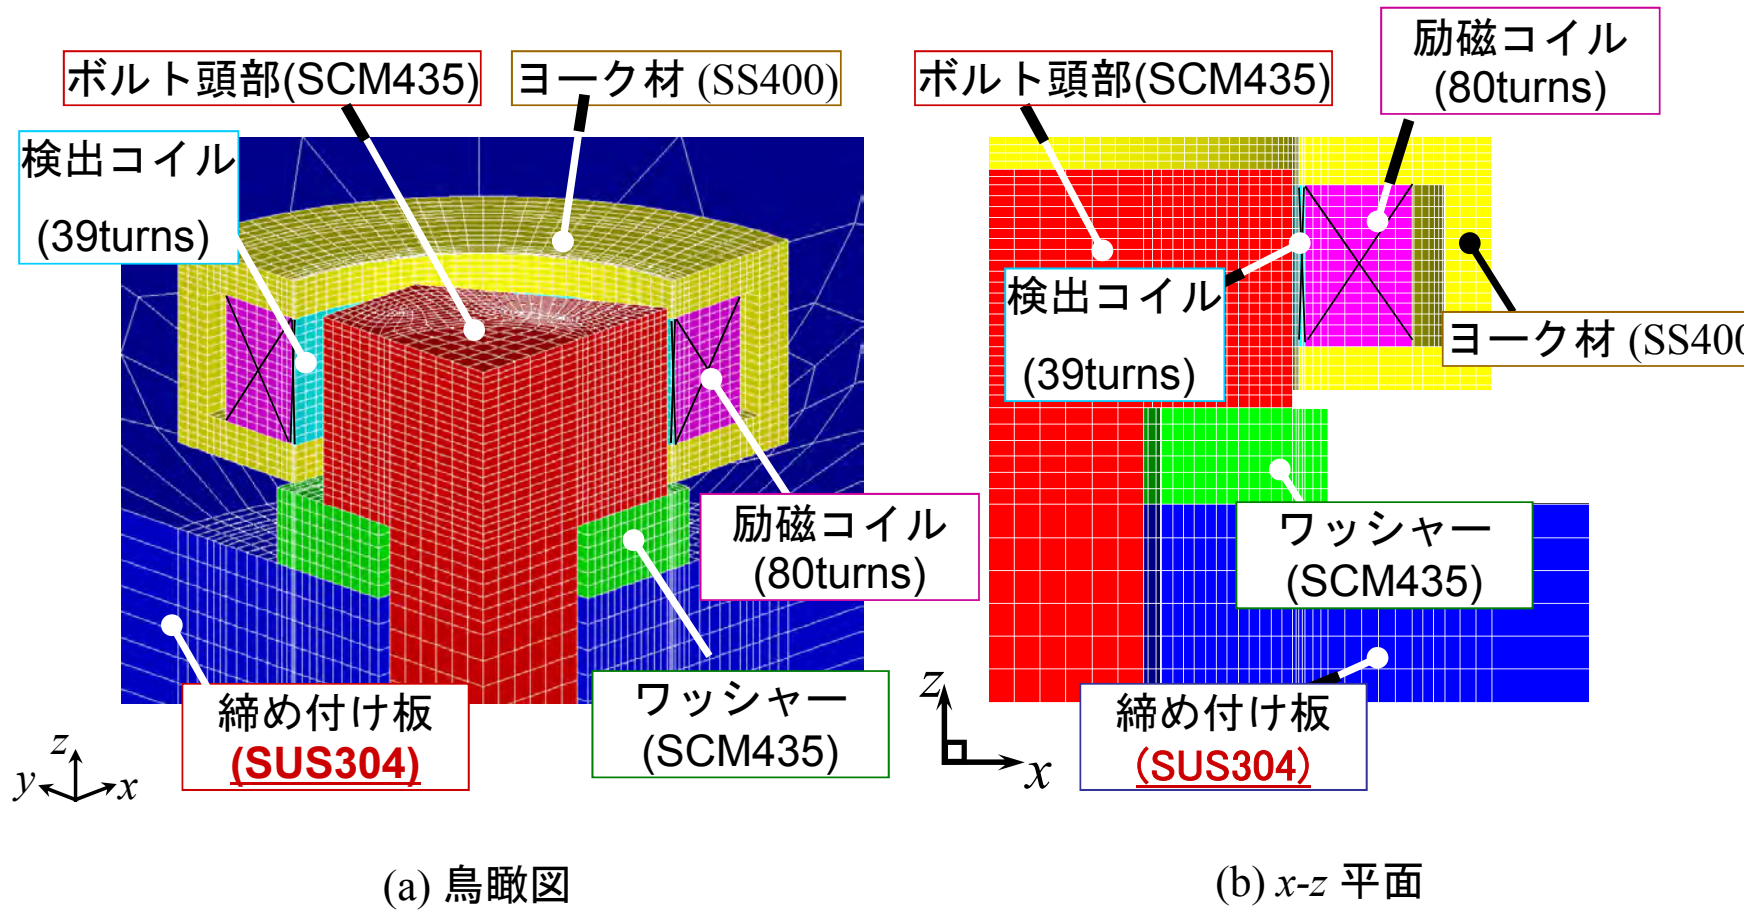 ボルト頭部(SCM435)
ヨーク材 (SS400)
検出コイル
(39turns)
励磁コイル
(80turns)
ワッシャー
(SCM435)
締め付け板
(SUS304)
z
y
x
(a) 鳥瞰図
ボルト頭部(SCM435)
励磁コイル
(80turns)
検出コイル
(39turns)
ヨーク材 (SS400
ワッシャー
(SCM435)
締め付け板
(SUS304)
z
x
(b) x-z 平面